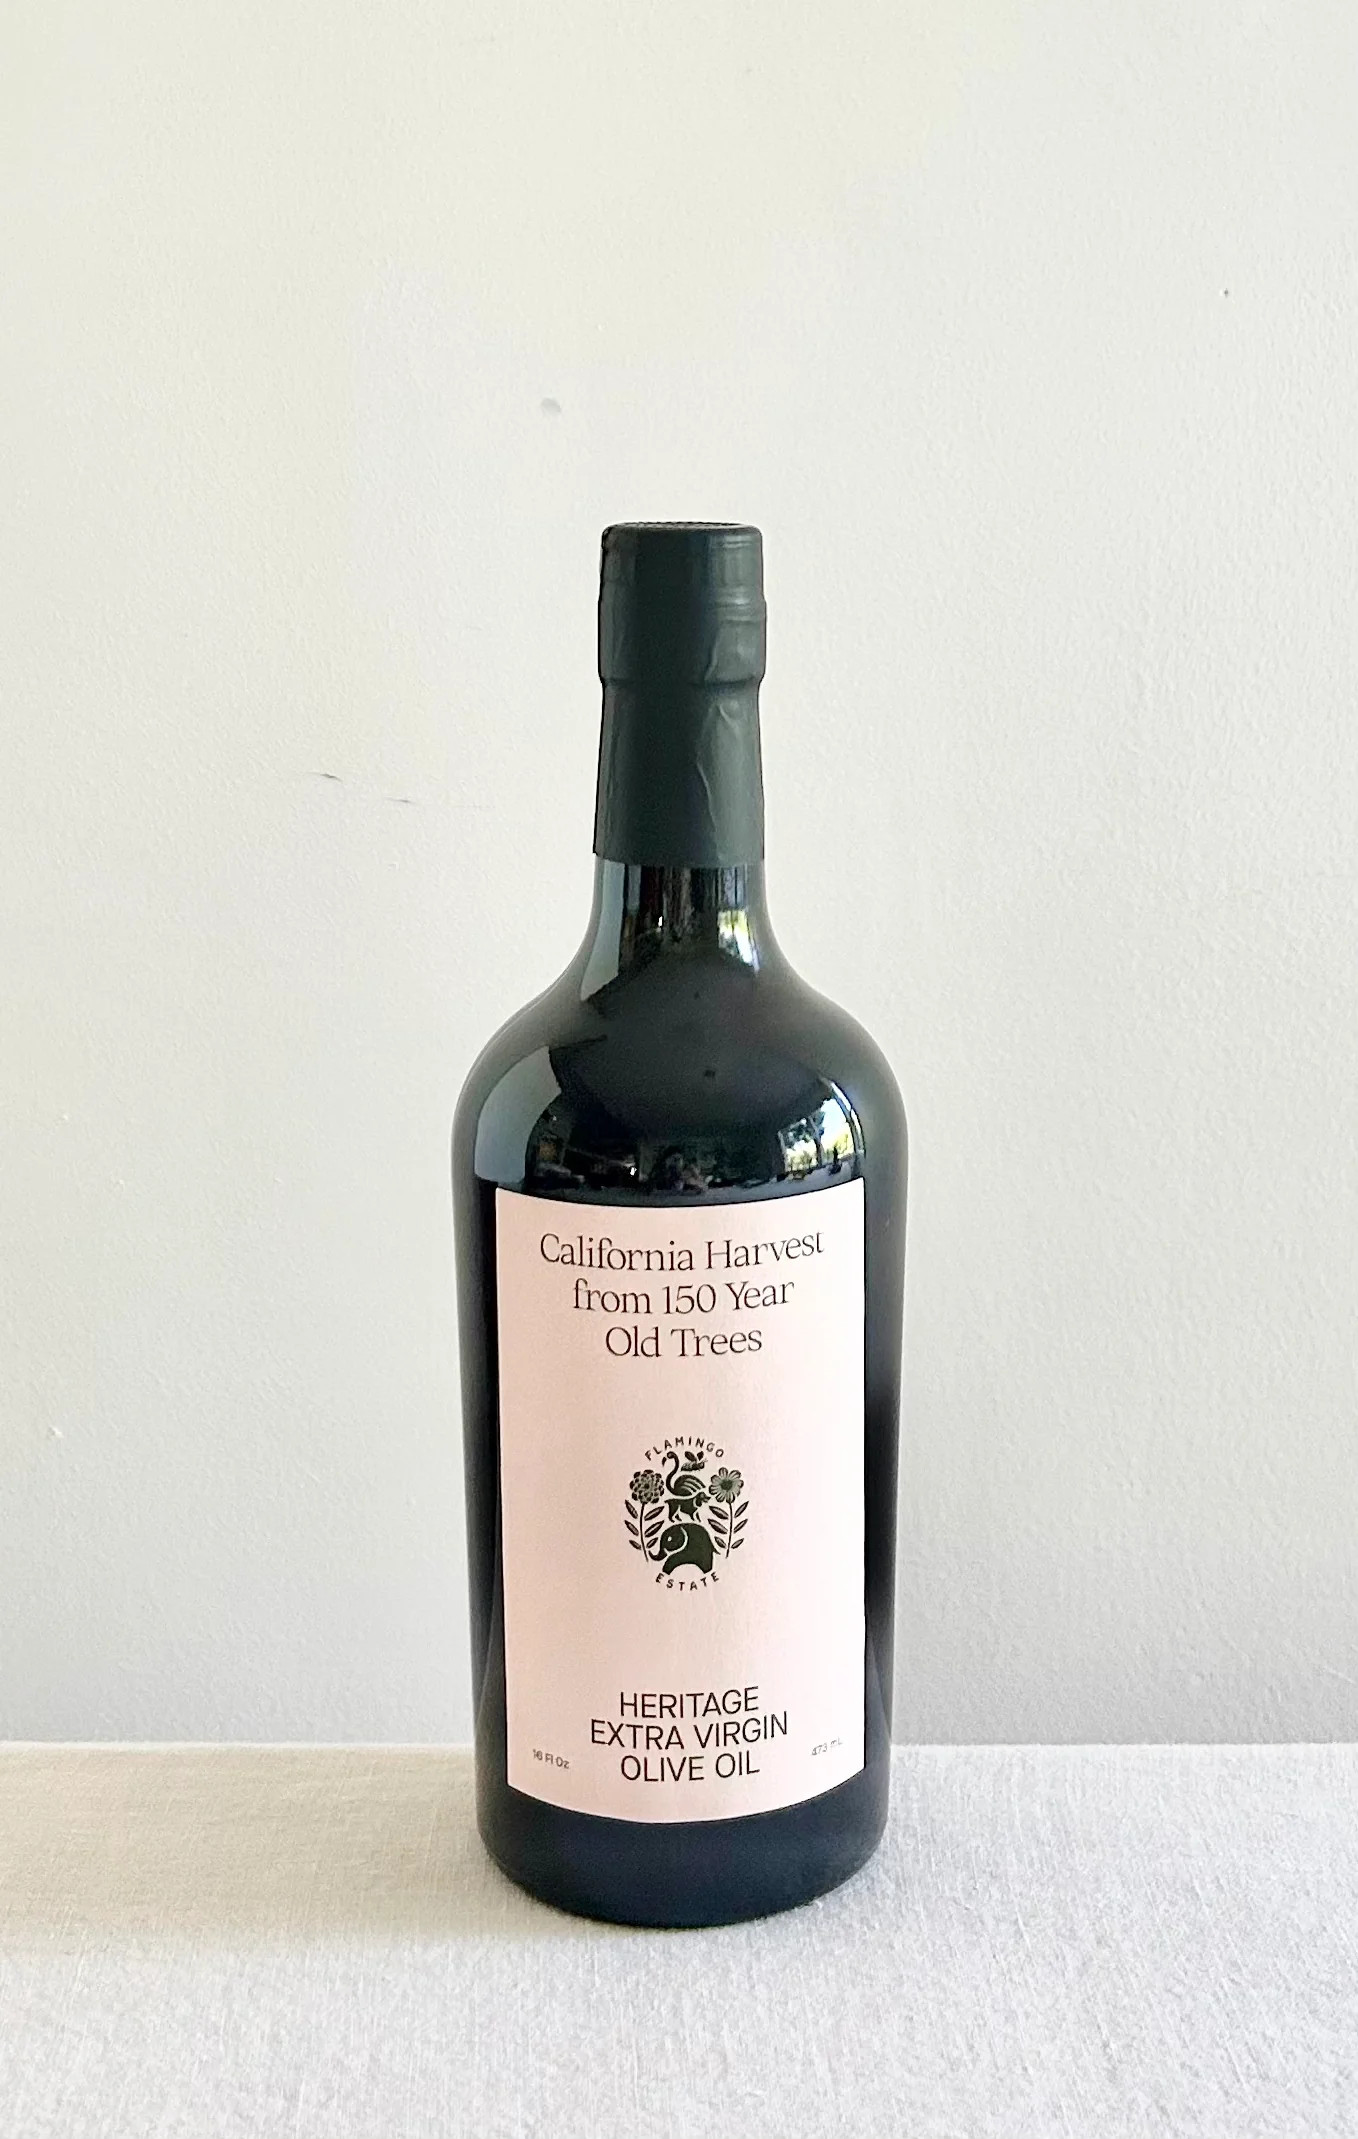 California Harvest
from 150 Year
Old Trees
FLAMINGO
ESTATE
HERITAGE
EXTRA VIRGIN
OLIVE OIL
16 Fl Oz
473 mL